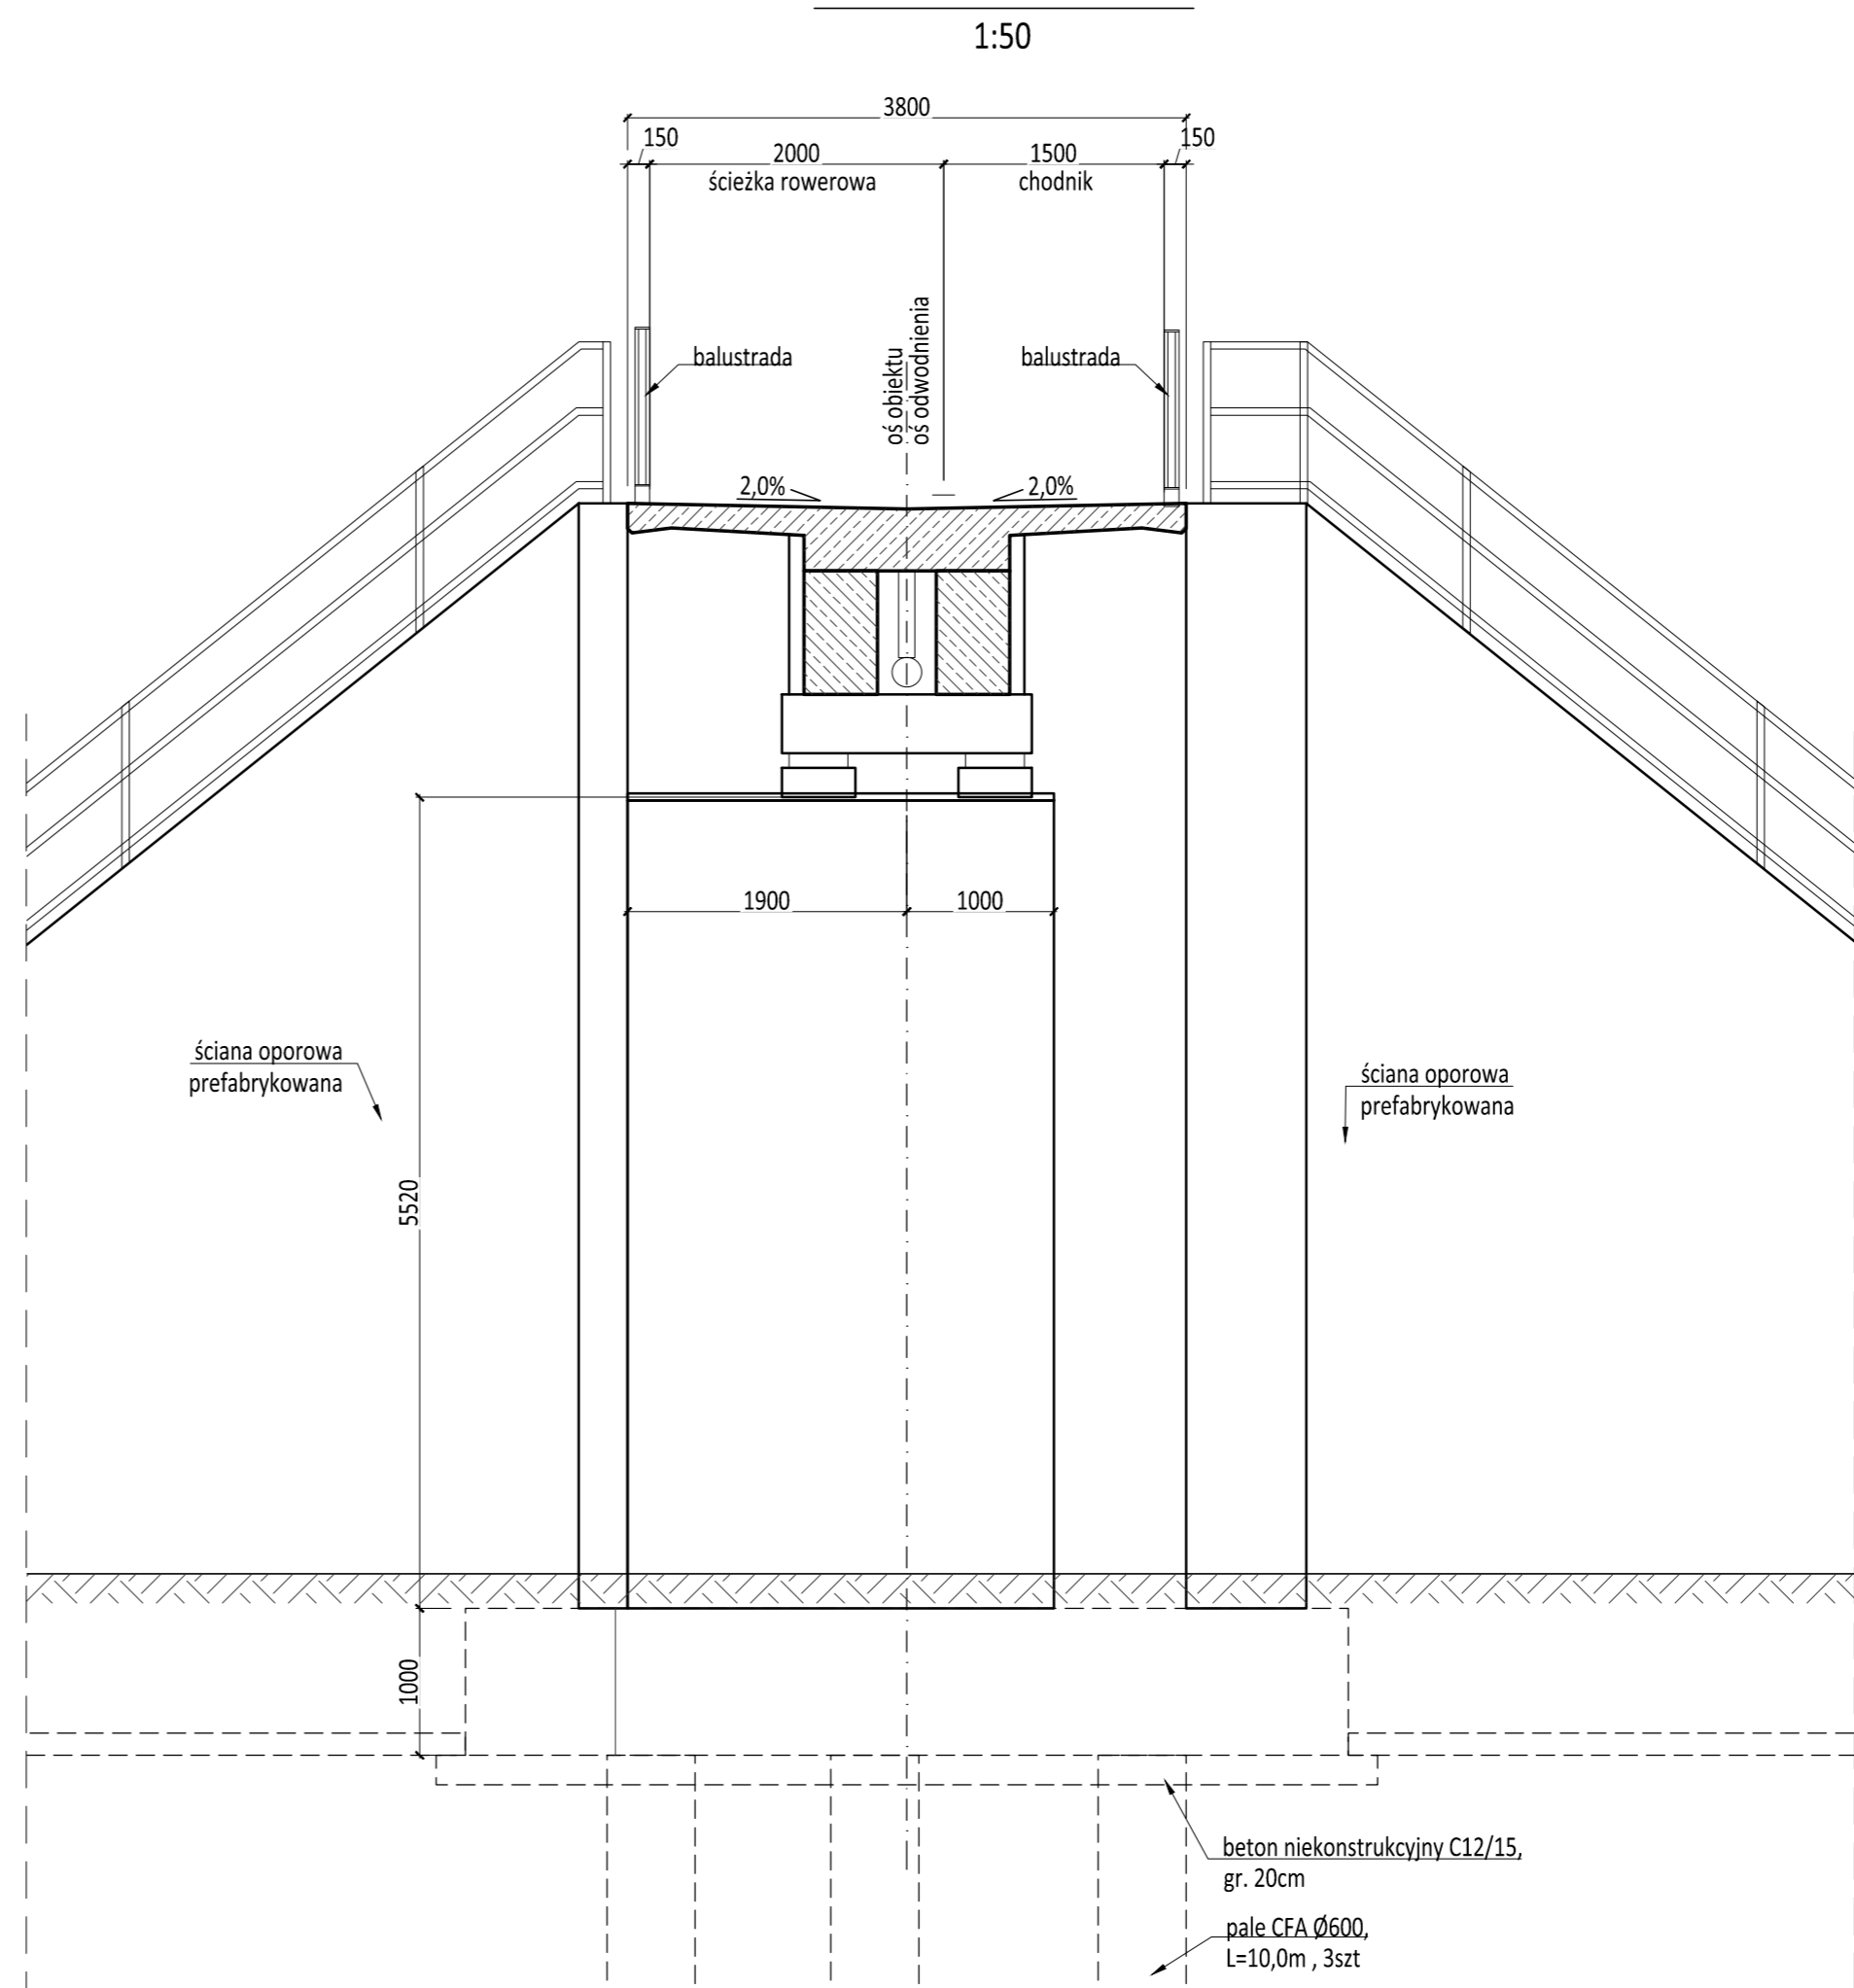 1:50
3800
150
2000
1500
150
ścieżka rowerowa
chodnik
oś obiektu
oś odwodnienia
balustrada
balustrada
2,0%
2,0%
1900
1000
ściana oporowa
prefabrykowana
ściana oporowa
prefabrykowana
5520
1000
beton niekonstrukcyjny C12/15,
gr. 20cm
pale CFA Ø600,
L=10,0m , 3szt